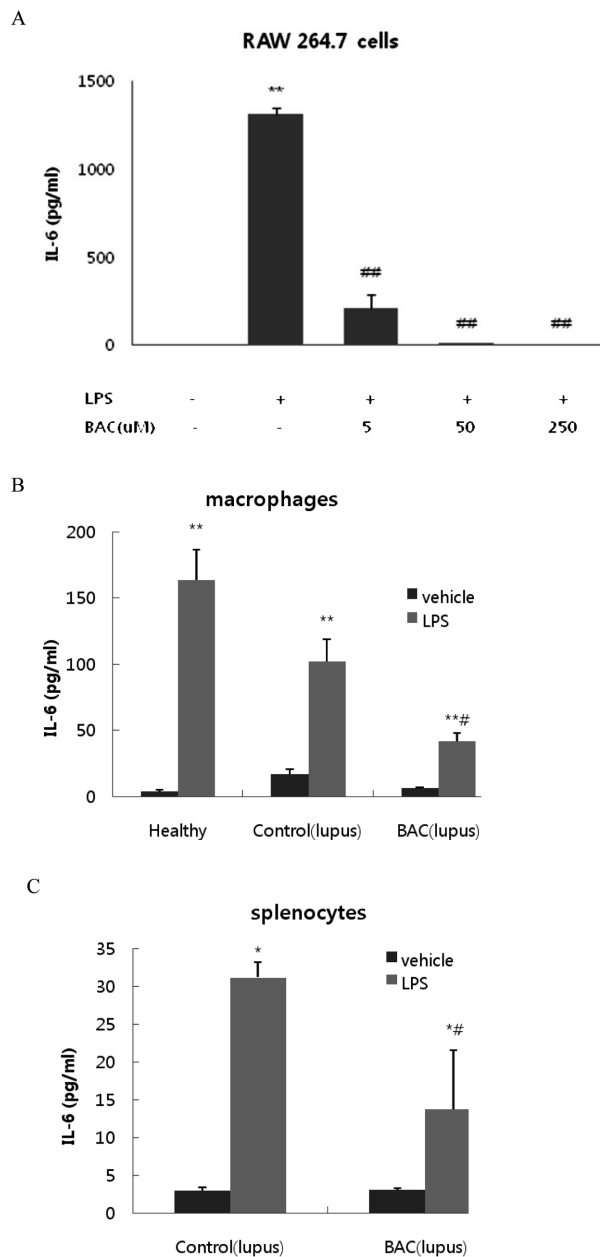 A
RAW 264.7 cells
IL-6 (pg/ml)
1500
1000
500
0
**
##
##
##
LPS - + + + +
BAC(uM) - - 5 50 250
B
macrophages
IL-6 (pg/ml)
200
150
100
50
0
**
**
**#
vehicle
LPS
Healthy Control(lupus) BAC(lupus)
C
splenocytes
IL-6 (pg/ml)
35
30
25
20
15
10
5
0
*
*#
vehicle
LPS
Control(lupus) BAC(lupus)